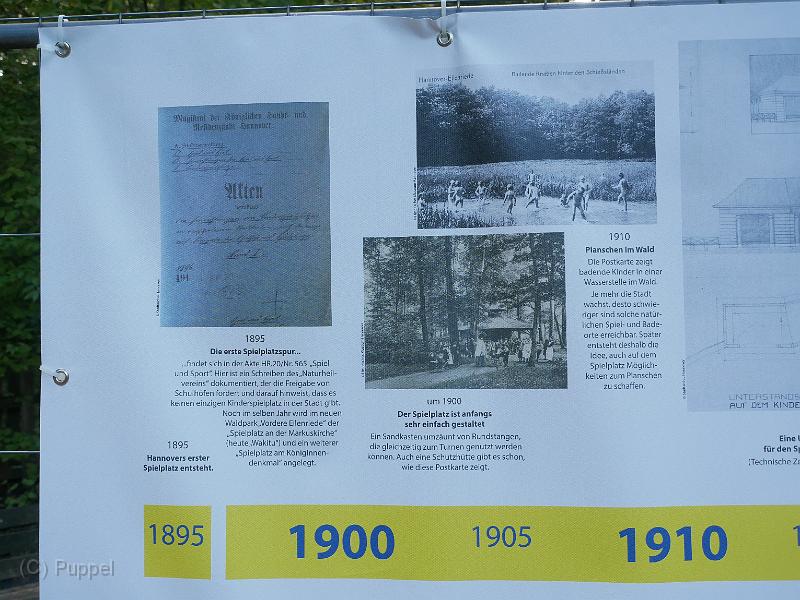 Magistrat der Königlichen Haupt- und
Residenzstadt Hannover.
Akten
1895
Die erste Spielplatzspur...
...findet sich in der Akte HR.20/Nr. 565 „Spiel
und Sport“. Hier ist ein Schreiben des „Naturheil-
vereins“ dokumentiert, der die Freigabe von
Schulhöfen fordert und darauf hinweist, dass es
keinen einzigen Kinderspielplatz in der Stadt gibt.
Noch im selben Jahr wird im neuen
Waldpark „Vordere Eilenriede“ der
„Spielplatz an der Markuskirche“
(heute „Wakitu“) und ein weiterer
„Spielplatz am Königinnen-
denkmal“ angelegt.
1895
Hannovers erster
Spielplatz entsteht.
um 1900
Der Spielplatz ist anfangs
sehr einfach gestaltet
Ein Sandkasten umzäunt von Rundstangen,
die gleichzeitig zum Turnen genutzt werden
können. Auch eine Schutzhütte gibt es schon,
wie diese Postkarte zeigt.
Hannover-Eilenriede
Badende Knaben hinter den Schießständen
1910
Planschen im Wald
Die Postkarte zeigt
badende Kinder in einer
Wasserstelle im Wald.
Je mehr die Stadt
wächst, desto schwie-
riger sind solche natür-
lichen Spiel- und Bade-
orte erreichbar. Später
entsteht deshalb die
Idee, auch auf dem
Spielplatz Möglich-
keiten zum Planschen
zu schaffen.
UNTERSTANDS
AUF DEM KINDE
Eine U
für den Sp
(Technische Ze
1895
1900
1905
1910
1
(C) Puppel